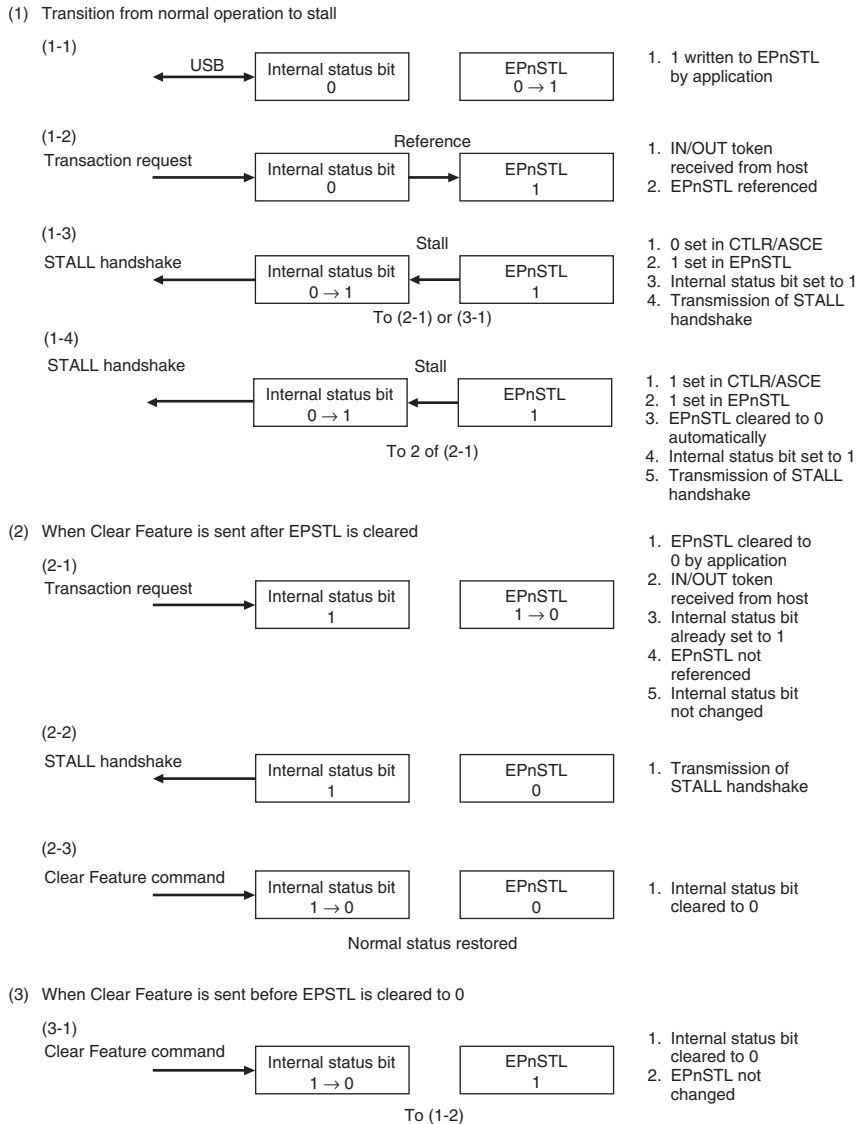 (1) Transition from normal operation to stall
(1-1)
USB
Internal status bit
0
EPnSTL
0 → 1
1. 1 written to EPnSTL
by application
(1-2)
Transaction request
Reference
Internal status bit
0
EPnSTL
1
1. IN/OUT token
received from host
2. EPnSTL referenced
(1-3)
STALL handshake
Stall
Internal status bit
0 → 1
EPnSTL
1
To (2-1) or (3-1)
1. 0 set in CTLR/ASCE
2. 1 set in EPnSTL
3. Internal status bit set to 1
4. Transmission of STALL
handshake
(1-4)
STALL handshake
Stall
Internal status bit
0 → 1
EPnSTL
1
To 2 of (2-1)
1. 1 set in CTLR/ASCE
2. 1 set in EPnSTL
3. EPnSTL cleared to 0
automatically
4. Internal status bit set to 1
5. Transmission of STALL
handshake
(2) When Clear Feature is sent after EPSTL is cleared
(2-1)
Transaction request
Internal status bit
1
EPnSTL
1 → 0
1. EPnSTL cleared to
0 by application
2. IN/OUT token
received from host
3. Internal status bit
already set to 1
4. EPnSTL not
referenced
5. Internal status bit
not changed
(2-2)
STALL handshake
Internal status bit
1
EPnSTL
0
1. Transmission of
STALL handshake
(2-3)
Clear Feature command
Internal status bit
1 → 0
EPnSTL
0
1. Internal status bit
cleared to 0
Normal status restored
(3) When Clear Feature is sent before EPSTL is cleared to 0
(3-1)
Clear Feature command
Internal status bit
1 → 0
EPnSTL
1
1. Internal status bit
cleared to 0
2. EPnSTL not
changed
To (1-2)